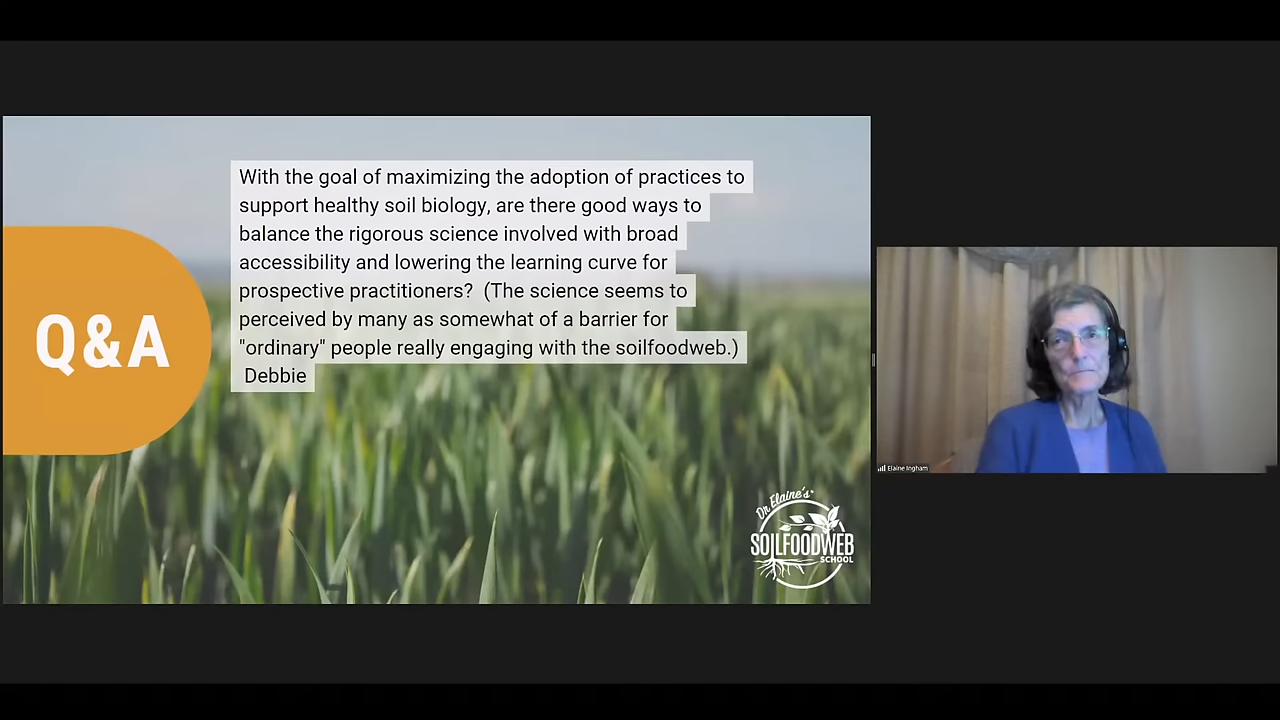 With the goal of maximizing the adoption of practices to
support healthy soil biology, are there good ways to
balance the rigorous science involved with broad
accessibility and lowering the learning curve for
prospective practitioners?  (The science seems to
perceived by many as somewhat of a barrier for
"ordinary" people really engaging with the soilfoodweb.)
Debbie
Q&A
Dr Elaine's
SOILFOODWEB
SCHOOL
Elaine Ingham